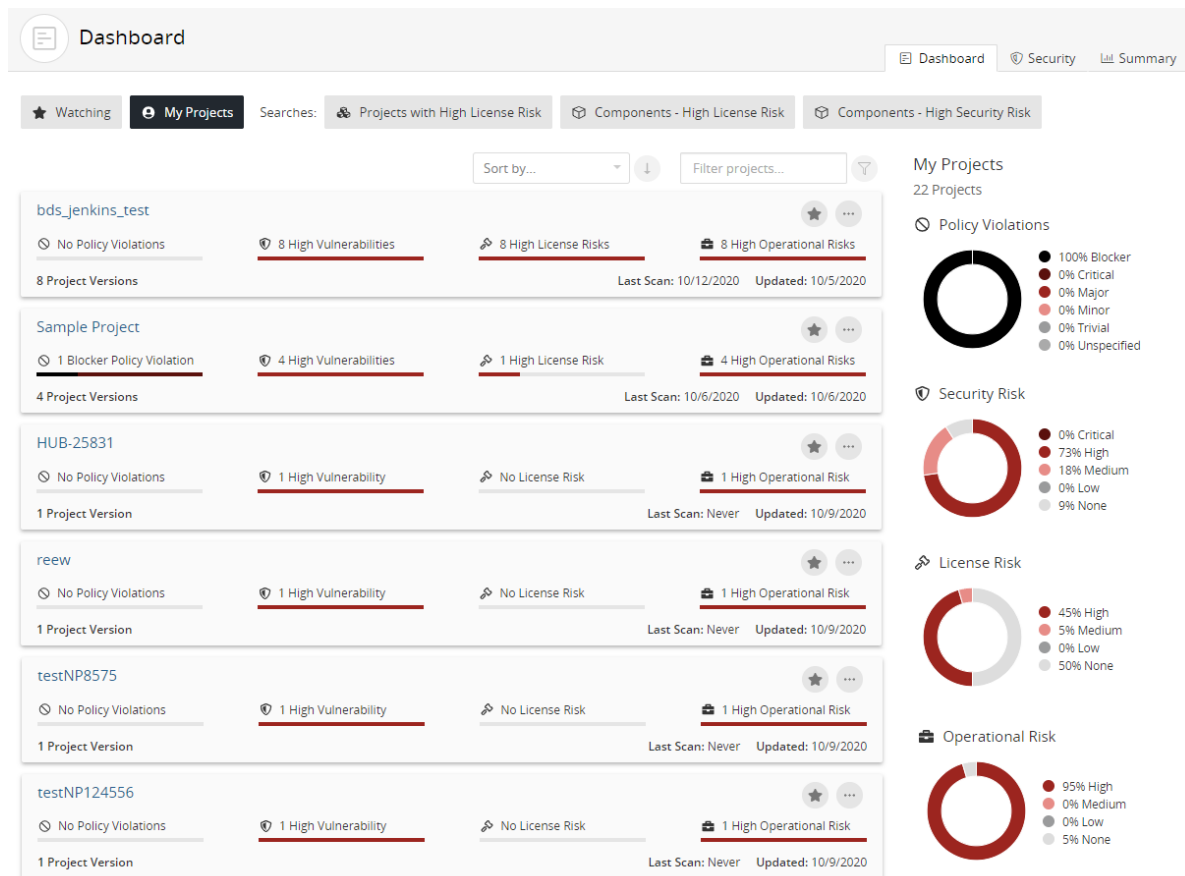 Dashboard
Dashboard Security Summary
Watching My Projects Searches: Projects with High License Risk Components - High License Risk Components - High Security Risk
Sort by... Filter projects...
bds_jenkins_test
No Policy Violations 8 High Vulnerabilities 8 High License Risks 8 High Operational Risks
8 Project Versions Last Scan: 10/12/2020 Updated: 10/5/2020
Sample Project
1 Blocker Policy Violation 4 High Vulnerabilities 1 High License Risk 4 High Operational Risks
4 Project Versions Last Scan: 10/6/2020 Updated: 10/6/2020
HUB-25831
No Policy Violations 1 High Vulnerability No License Risk 1 High Operational Risk
1 Project Version Last Scan: Never Updated: 10/9/2020
reew
No Policy Violations 1 High Vulnerability No License Risk 1 High Operational Risk
1 Project Version Last Scan: Never Updated: 10/9/2020
testNP8575
No Policy Violations 1 High Vulnerability No License Risk 1 High Operational Risk
1 Project Version Last Scan: Never Updated: 10/9/2020
testNP124556
No Policy Violations 1 High Vulnerability No License Risk 1 High Operational Risk
1 Project Version Last Scan: Never Updated: 10/9/2020
My Projects
22 Projects
Policy Violations
100% Blocker
0% Critical
0% Major
0% Minor
0% Trivial
0% Unspecified
Security Risk
0% Critical
73% High
18% Medium
0% Low
9% None
License Risk
45% High
5% Medium
0% Low
50% None
Operational Risk
95% High
0% Medium
0% Low
5% None